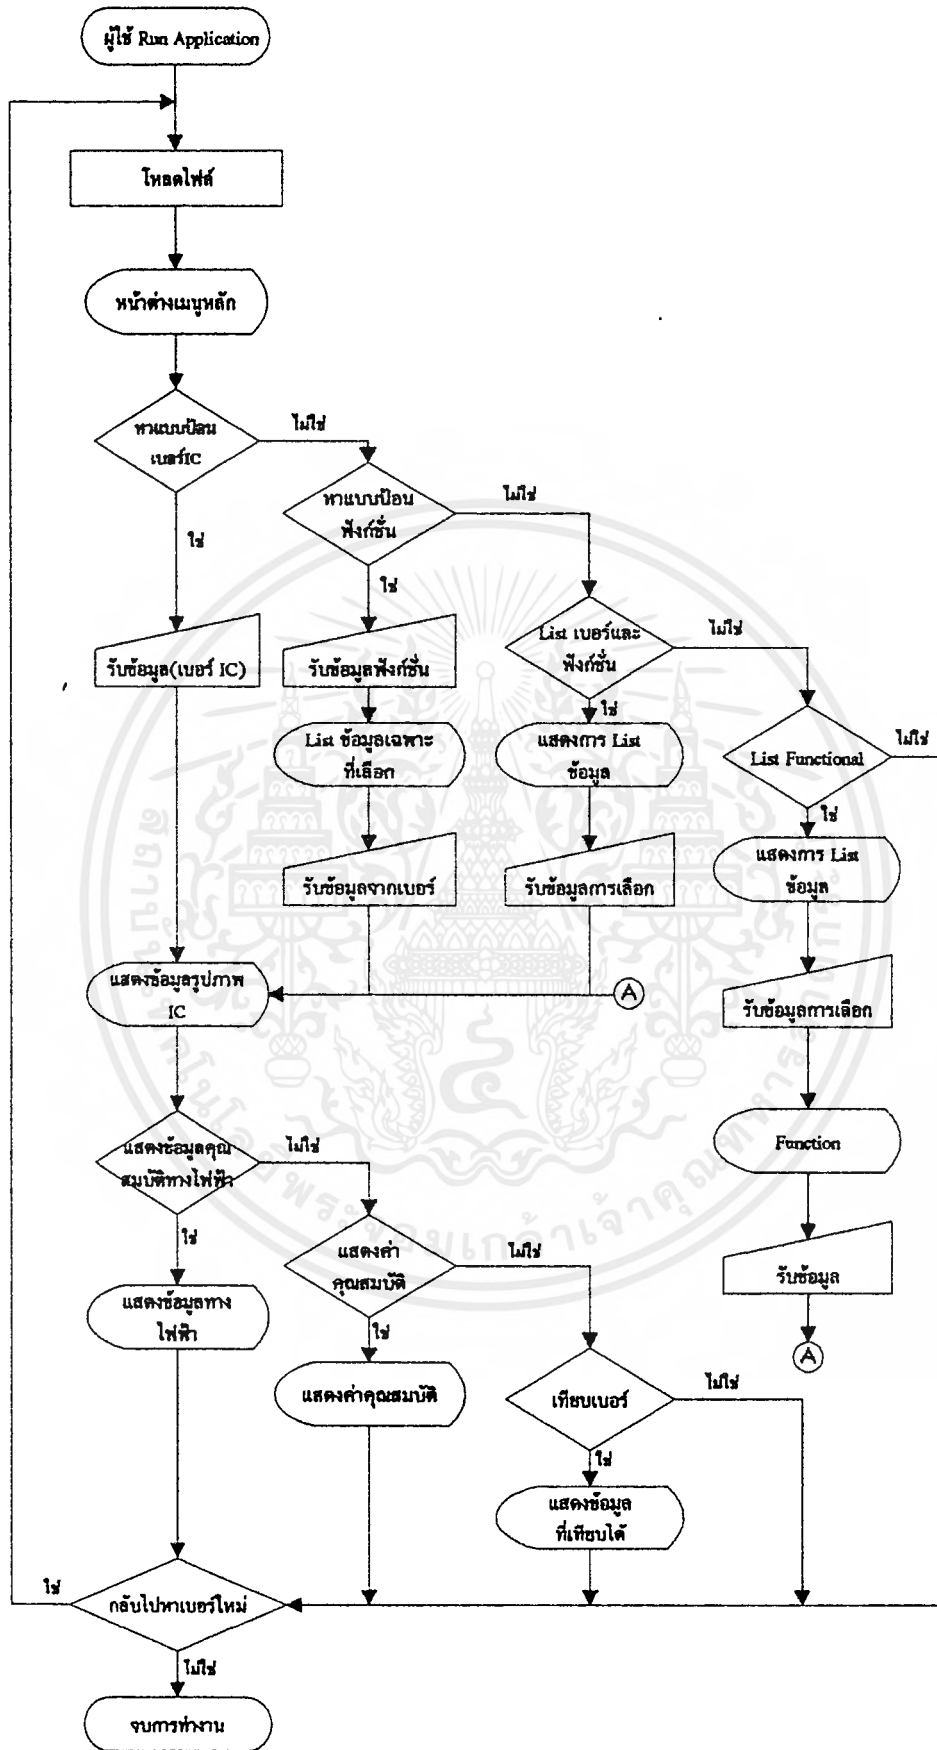 ผู้ใช้ Run Application
โหลดไฟล์
หน้าต่างเมนูหลัก
หาแบบป้อน
เบอร์IC
ไม่ใช่
ใช่
หาแบบป้อน
ฟังก์ชั่น
ไม่ใช่
ใช่
List เบอร์และ
ฟังก์ชั่น
ไม่ใช่
ใช่
List Functional
ไม่ใช่
ใช่
รับข้อมูล(เบอร์ IC)
รับข้อมูลฟังก์ชั่น
List ข้อมูลเฉพาะ
ที่เลือก
แสดงการ List
ข้อมูล
แสดงการ List
ข้อมูล
รับข้อมูลจากเบอร์
รับข้อมูลการเลือก
แสดงข้อมูลรูปภาพ
IC
A
รับข้อมูลการเลือก
Function
รับข้อมูล
A
แสดงข้อมูลคุณ
สมบัติทางไฟฟ้า
ไม่ใช่
ใช่
แสดงค่า
คุณสมบัติ
ไม่ใช่
ใช่
แสดงข้อมูลทาง
ไฟฟ้า
แสดงค่าคุณสมบัติ
เทียบเบอร์
ไม่ใช่
ใช่
แสดงข้อมูล
ที่เทียบได้
กลับไปหาเบอร์ใหม่
ใช่
ไม่ใช่
จบการทำงาน